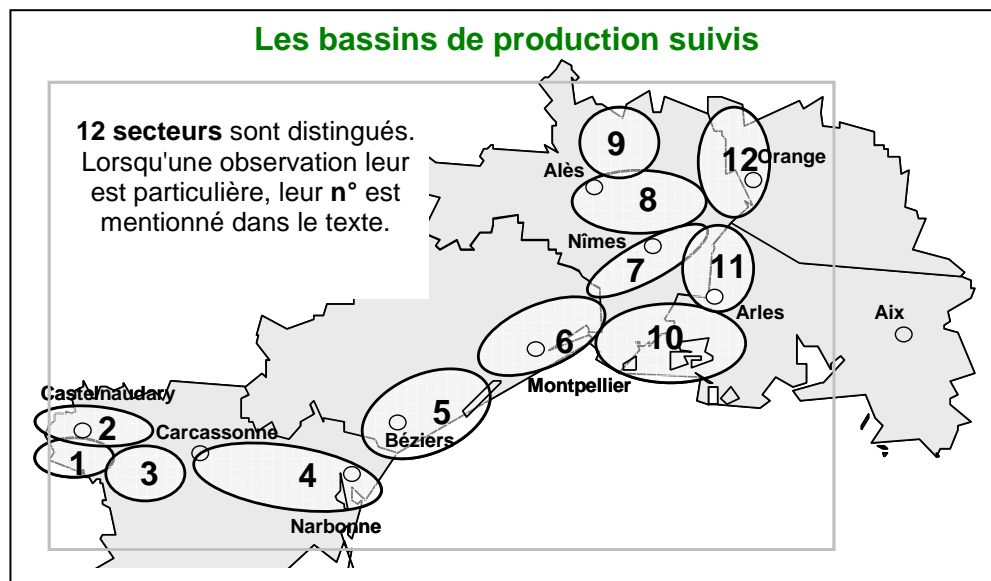 Les bassins de production suivis
12 secteurs sont distingués.
Lorsqu'une observation leur
est particulière, leur n° est
mentionné dans le texte.
9
12
Orange
Alès
8
Nîmes
7
11
Arles
Aix
10
6
Montpellier
Castelnaudary
2
Carcassonne
5
Béziers
1
3
4
Narbonne